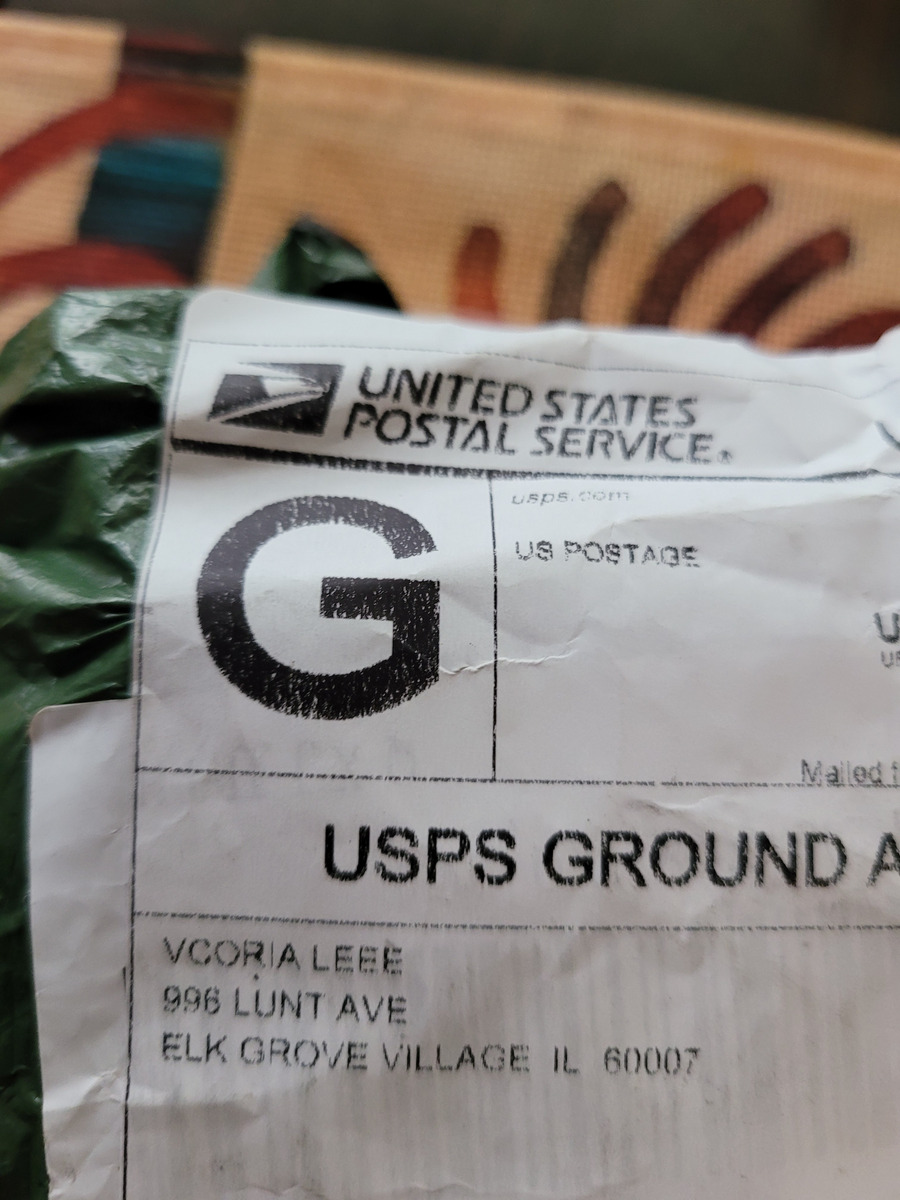 UNITED STATES
POSTAL SERVICE®
usps.com
G
US POSTAGE
Mailed f
USPS GROUND A
VCORIA LEEE
996 LUNT AVE
ELK GROVE VILLAGE IL 60007